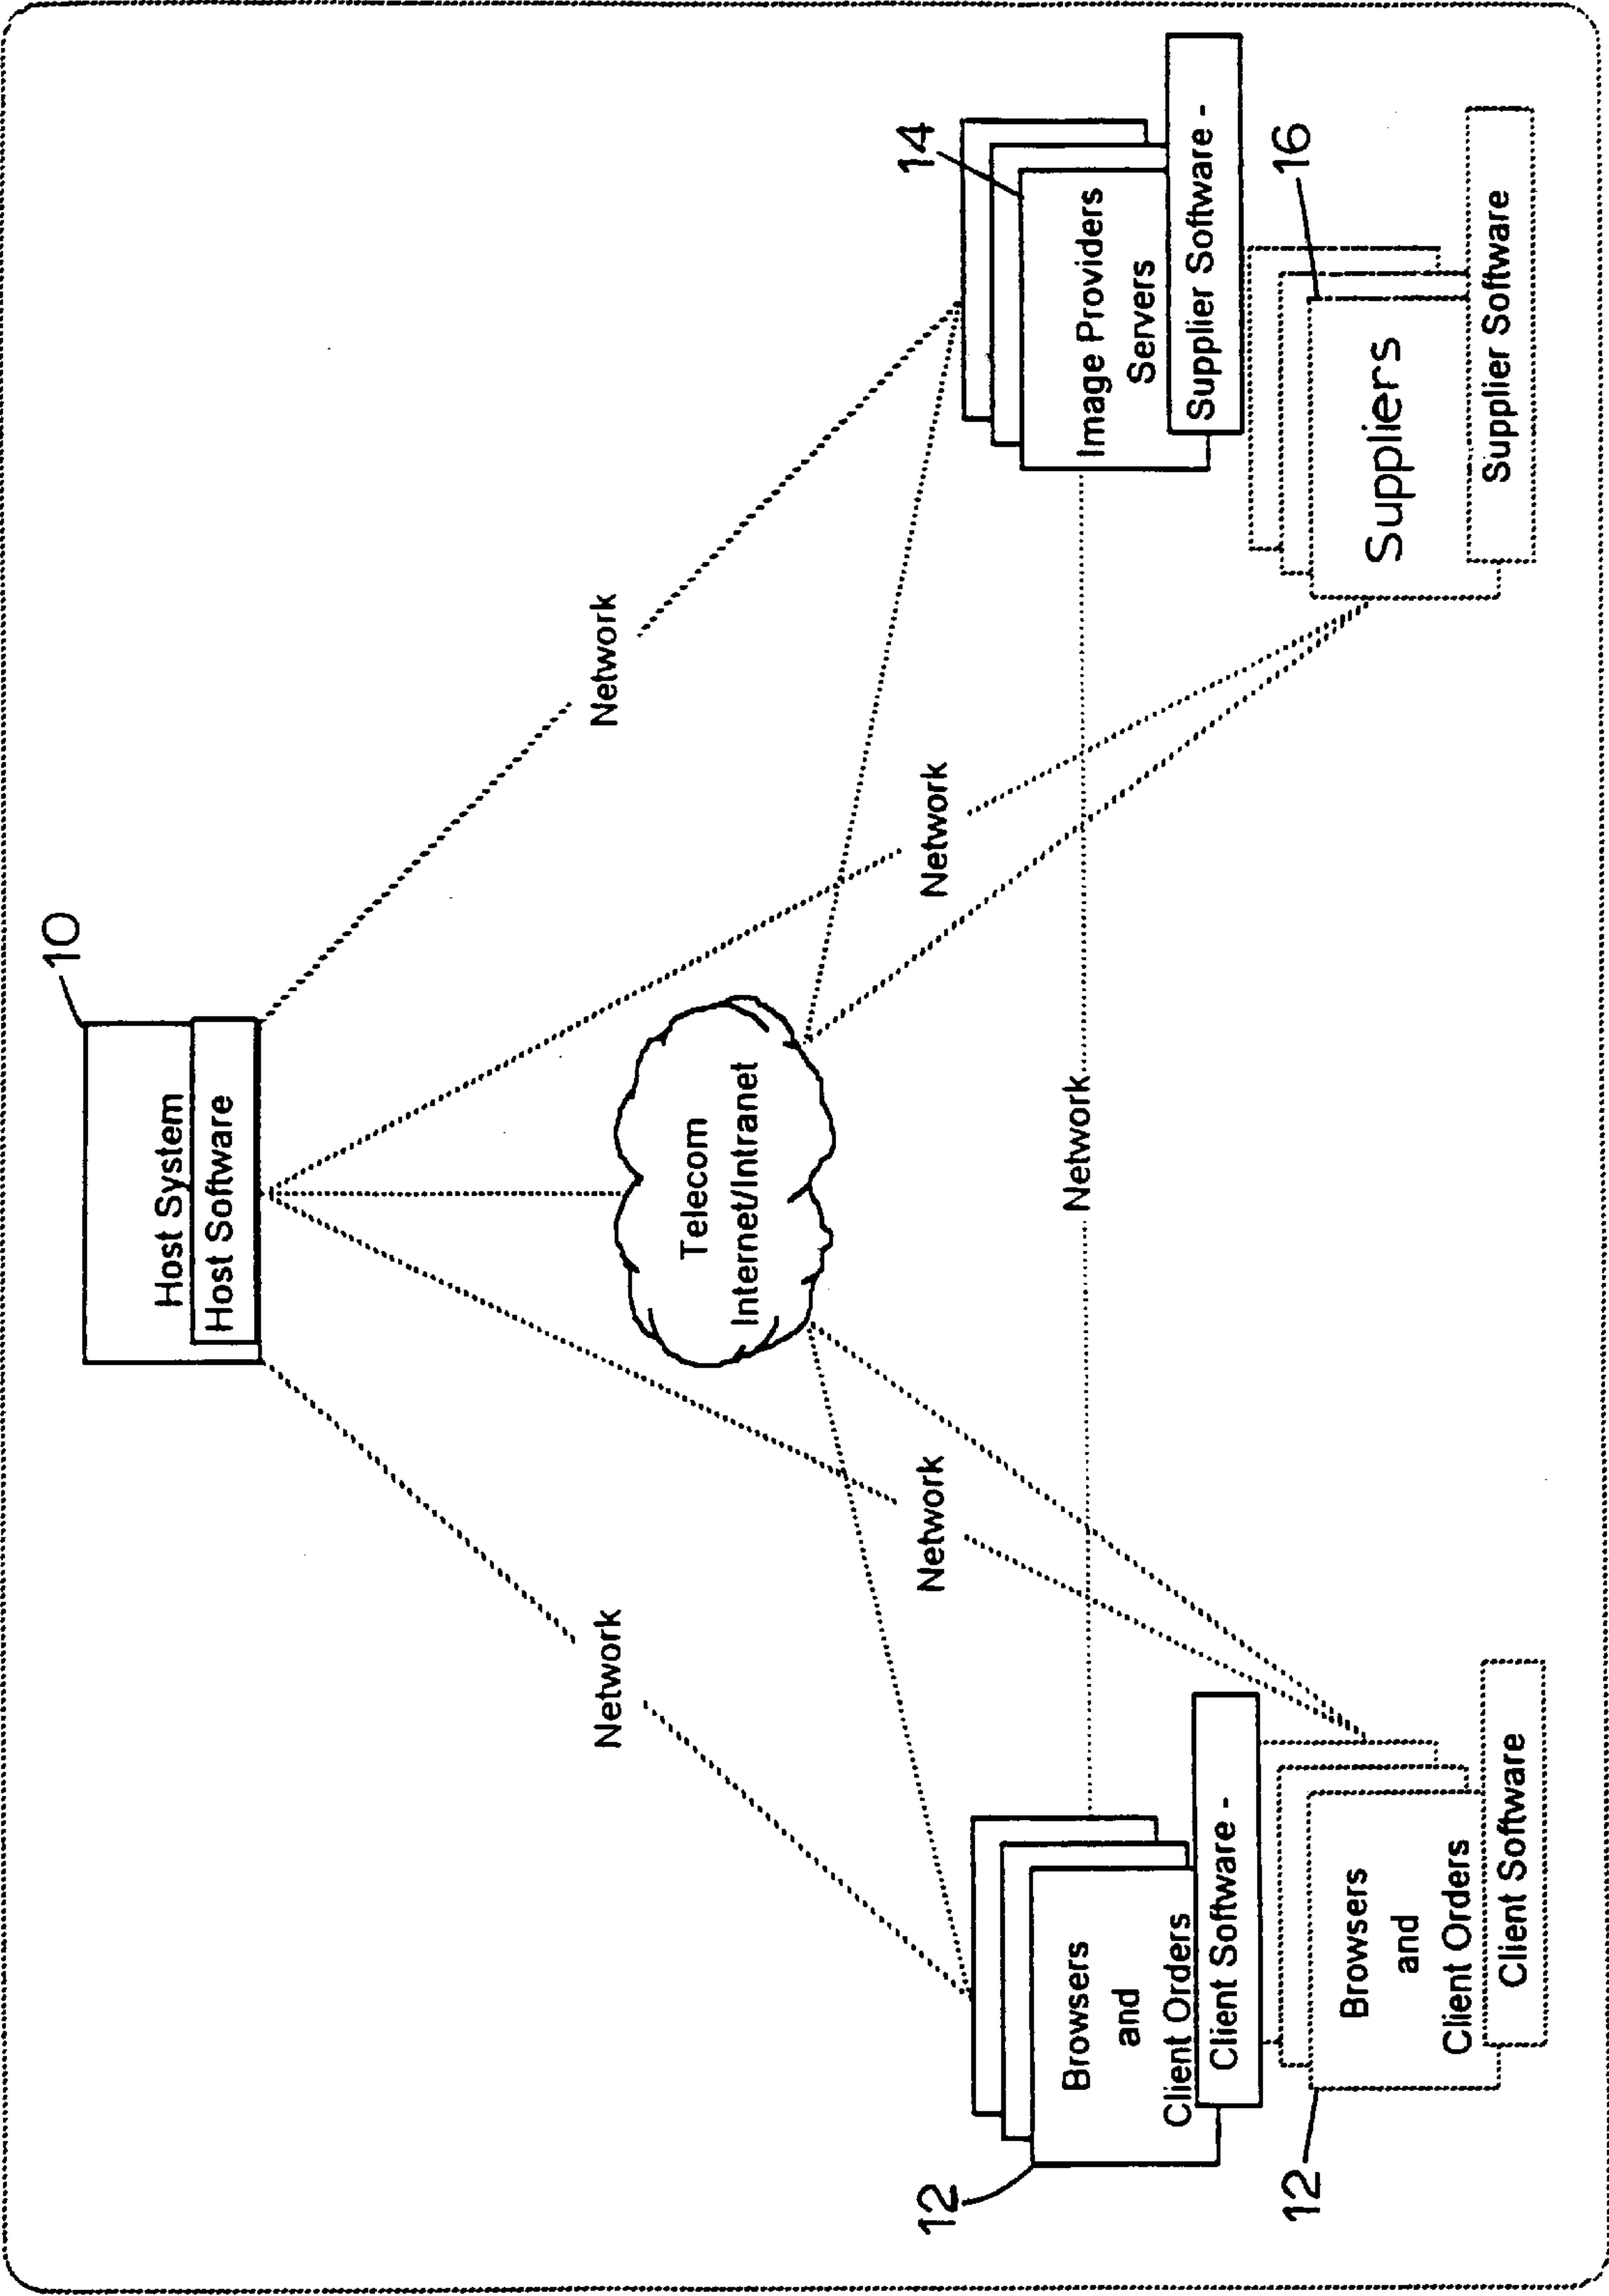 10
Host System
Host Software
Network
Network
Telecom
Internet/Intranet
Network
Network
Network
12
Browsers
and
Client Orders
Client Software -
14
Image Providers
Servers
Supplier Software -
12
Browsers
and
Client Orders
Client Software
16
Suppliers
Supplier Software